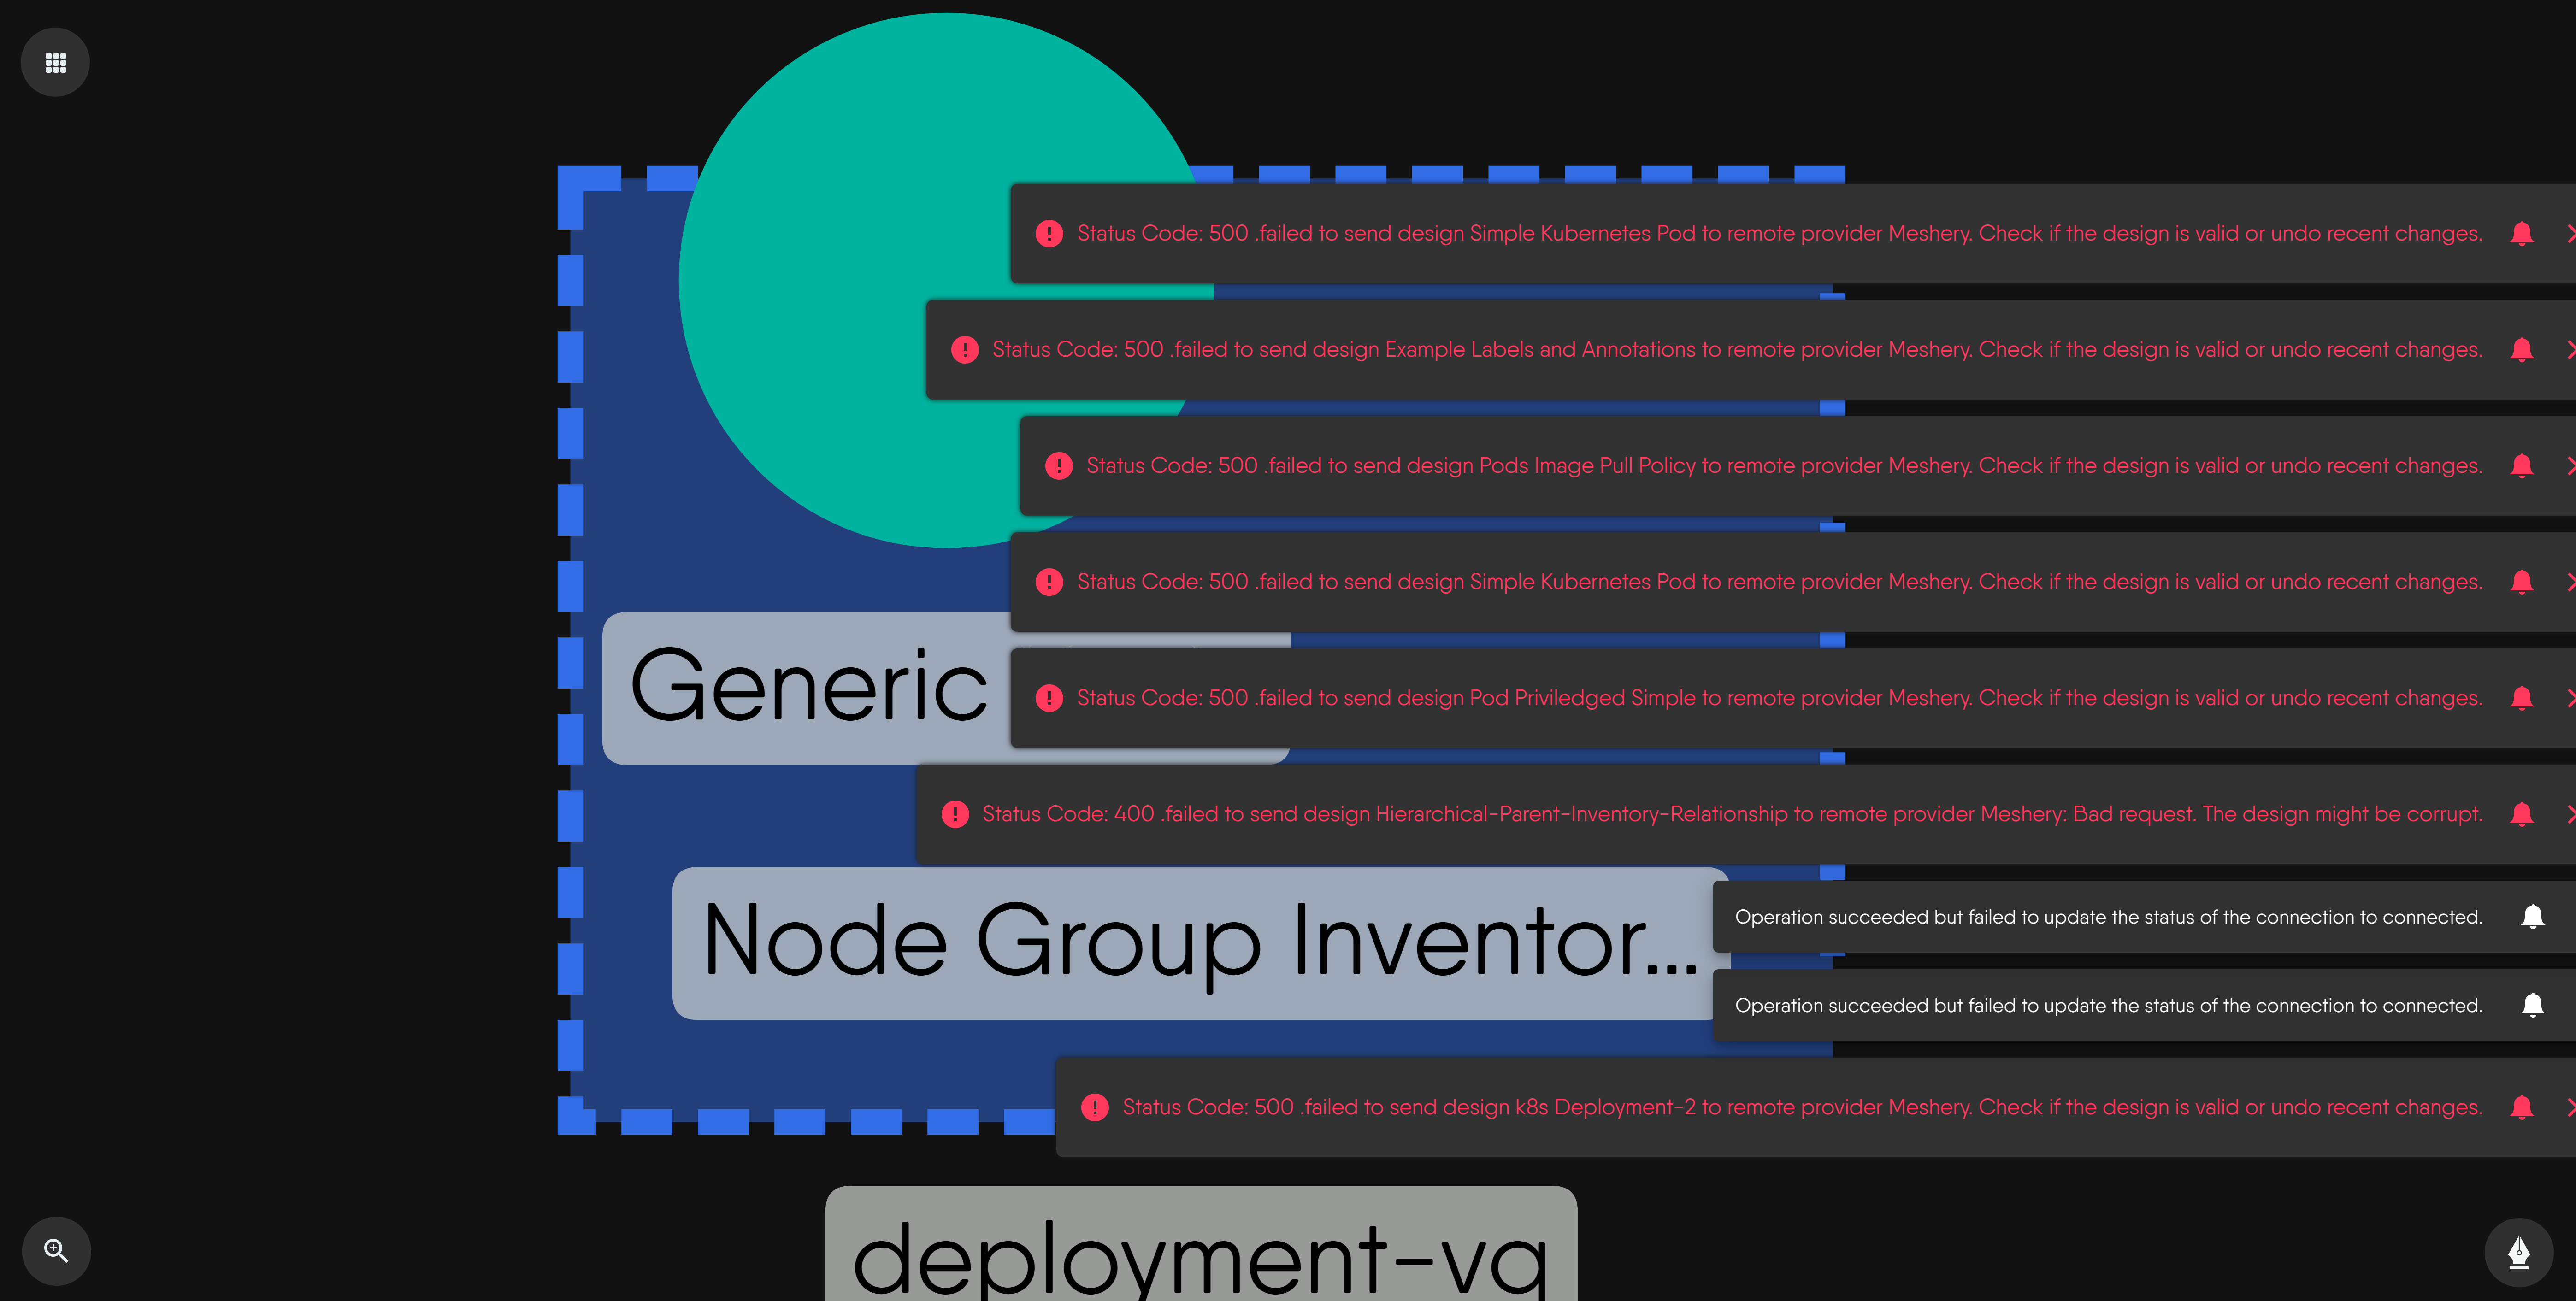 Status Code: 500 .failed to send design Simple Kubernetes Pod to remote provider Meshery. Check if the design is valid or undo recent changes.
Status Code: 500 .failed to send design Example Labels and Annotations to remote provider Meshery. Check if the design is valid or undo recent changes.
Status Code: 500 .failed to send design Pods Image Pull Policy to remote provider Meshery. Check if the design is valid or undo recent changes.
Status Code: 500 .failed to send design Simple Kubernetes Pod to remote provider Meshery. Check if the design is valid or undo recent changes.
Generic
Status Code: 500 .failed to send design Pod Priviledged Simple to remote provider Meshery. Check if the design is valid or undo recent changes.
Status Code: 400 .failed to send design Hierarchical-Parent-Inventory-Relationship to remote provider Meshery: Bad request. The design might be corrupt.
Node Group Inventor...
Operation succeeded but failed to update the status of the connection to connected.
Operation succeeded but failed to update the status of the connection to connected.
Status Code: 500 .failed to send design k8s Deployment-2 to remote provider Meshery. Check if the design is valid or undo recent changes.